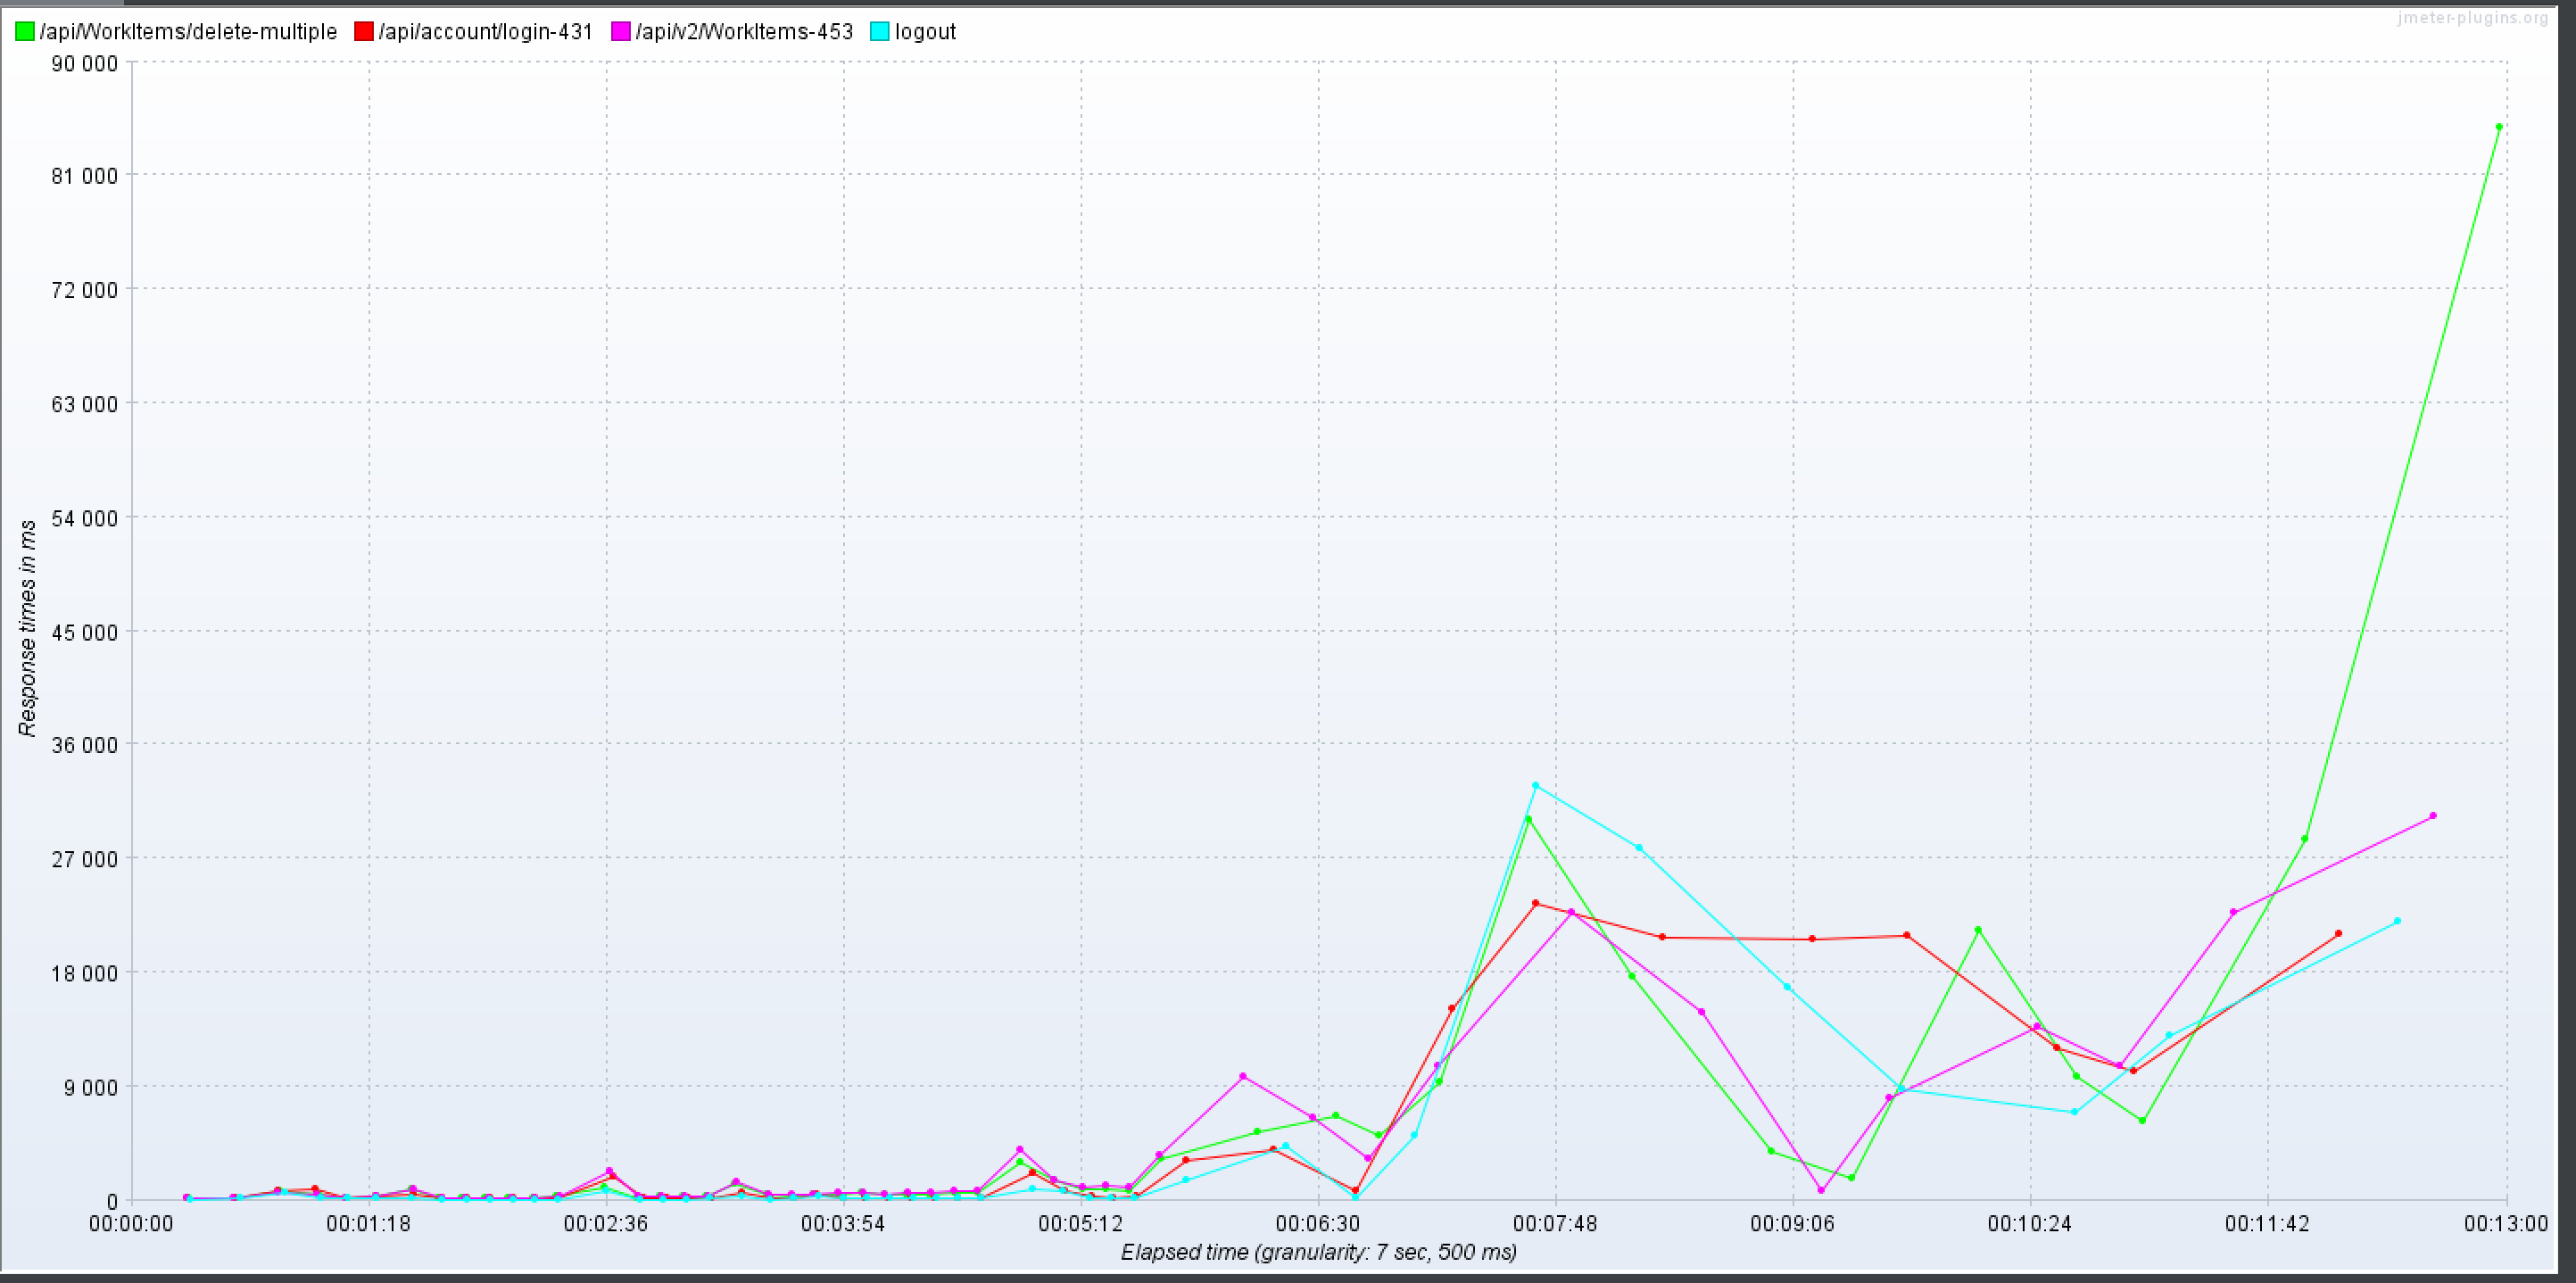 jmeter-plugins.org
/api/WorkItems/delete-multiple /api/account/login-431 /api/v2/WorkItems-453 logout
90 000
81 000
72 000
63 000
54 000
45 000
36 000
27 000
18 000
9 000
0
Response times in ms
00:00:00 00:01:18 00:02:36 00:03:54 00:05:12 00:06:30 00:07:48 00:09:06 00:10:24 00:11:42 00:13:00
Elapsed time (granularity: 7 sec, 500 ms)